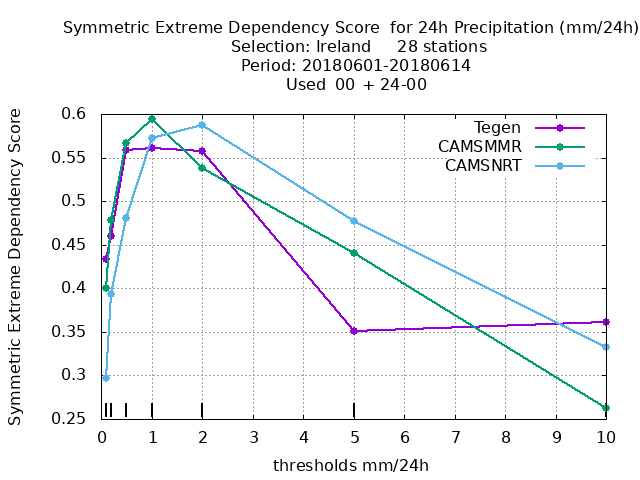 Symmetric Extreme Dependency Score  for 24h Precipitation (mm/24h)
Selection: Ireland     28 stations
Period: 20180601-20180614
Used  00  + 24-00
Symmetric Extreme Dependency Score
0.6
0.55
0.5
0.45
0.4
0.35
0.3
0.25
Tegen
CAMSMMR
CAMSNRT
0 1 2 3 4 5 6 7 8 9 10
thresholds mm/24h